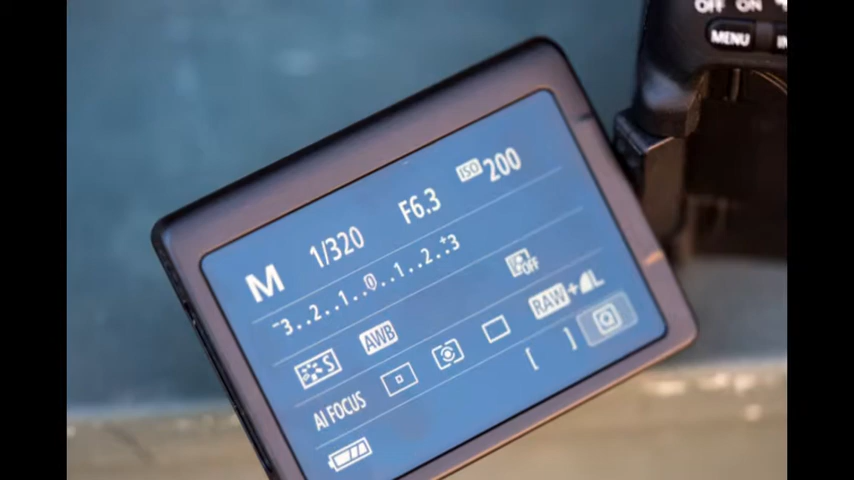 OFF ON
MENU IN
M 1/320 F6.3 ISO 200
-3..2..1..0..1..2..+3
S AWB OFF
AI FOCUS RAW+L
[ ]